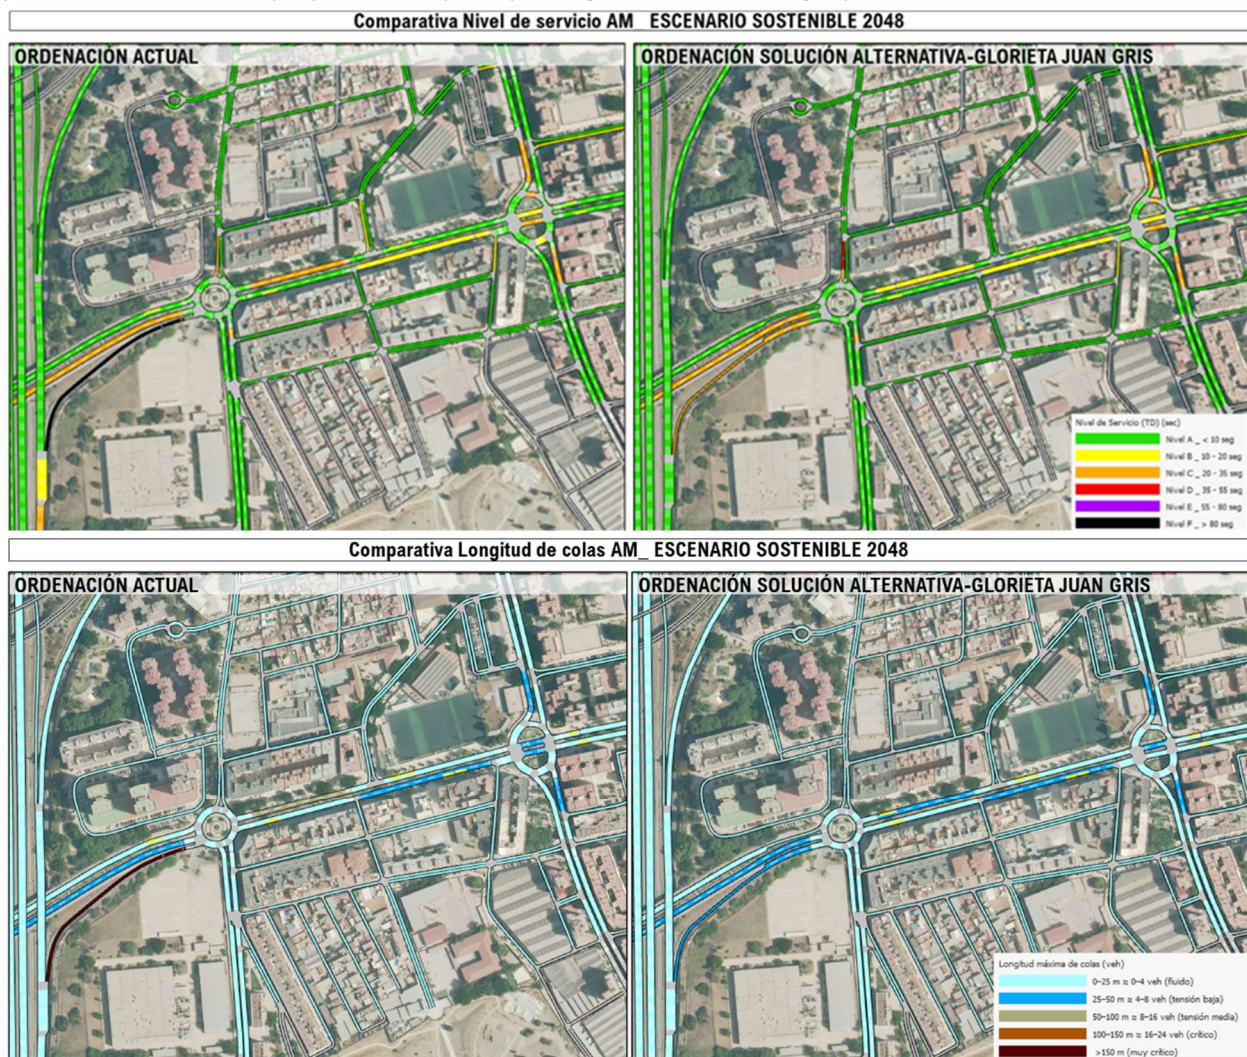 Comparativa Nivel de servicio AM_ ESCENARIO SOSTENIBLE 2048
ORDENACIÓN ACTUAL
ORDENACIÓN SOLUCIÓN ALTERNATIVA-GLORIETA JUAN GRIS
Nivel de Servicio (TD) (sec)
Nivel A _ < 10 seg
Nivel B _ 10 - 20 seg
Nivel C _ 20 - 35 seg
Nivel D _ 35 - 55 seg
Nivel E _ 55 - 80 seg
Nivel F _ > 80 seg
Comparativa Longitud de colas AM_ ESCENARIO SOSTENIBLE 2048
ORDENACIÓN ACTUAL
ORDENACIÓN SOLUCIÓN ALTERNATIVA-GLORIETA JUAN GRIS
Longitud máxima de colas (veh)
0-25 m ≈ 0-4 veh (fluido)
25-50 m ≈ 4-8 veh (tensión baja)
50-100 m ≈ 8-16 veh (tensión media)
100-150 m ≈ 16-24 veh (crítico)
>150 m (muy crítico)